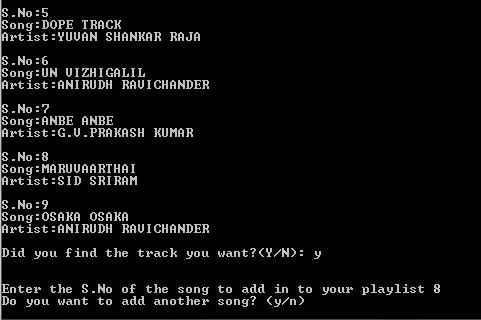 S.No:5
Song:DOPE TRACK
Artist:YUVAN SHANKAR RAJA
S.No:6
Song:UN VIZHIGALIL
Artist:ANIRUDH RAVICHANDER
S.No:7
Song:ANBE ANBE
Artist:G.V.PRAKASH KUMAR
S.No:8
Song:MARUVAARTHAI
Artist:SID SRIRAM
S.No:9
Song:OSAKA OSAKA
Artist:ANIRUDH RAVICHANDER
Did you find the track you want?(Y/N): y
Enter the S.No of the song to add in to your playlist 8
Do you want to add another song? (y/n)